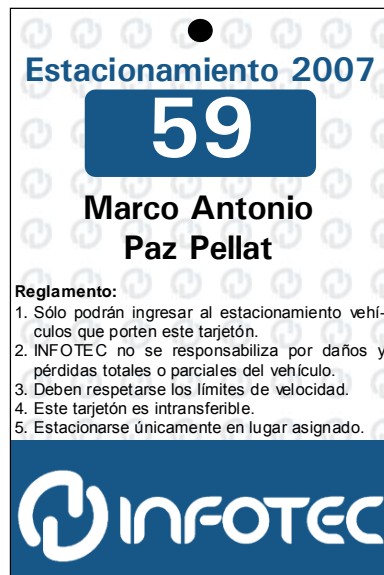 Estacionamiento 2007
59
Marco Antonio
Paz Pellat
Reglamento:
1. Sólo podrán ingresar al estacionamiento vehí-
culos que porten este tarjetón.
2. INFOTEC no se responsabiliza por daños y
pérdidas totales o parciales del vehículo.
3. Deben respetarse los límites de velocidad.
4. Este tarjetón es intransferible.
5. Estacionarse únicamente en lugar asignado.
INFOTEC